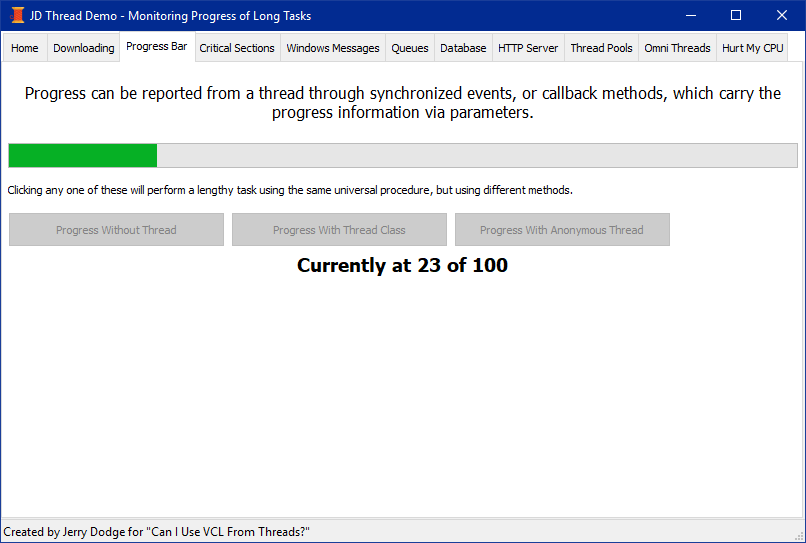 JD Thread Demo - Monitoring Progress of Long Tasks
Home Downloading Progress Bar Critical Sections Windows Messages Queues Database HTTP Server Thread Pools Omni Threads Hurt My CPU
Progress can be reported from a thread through synchronized events, or callback methods, which carry the
progress information via parameters.
Clicking any one of these will perform a lengthy task using the same universal procedure, but using different methods.
Progress Without Thread Progress With Thread Class Progress With Anonymous Thread
Currently at 23 of 100
Created by Jerry Dodge for "Can I Use VCL From Threads?"